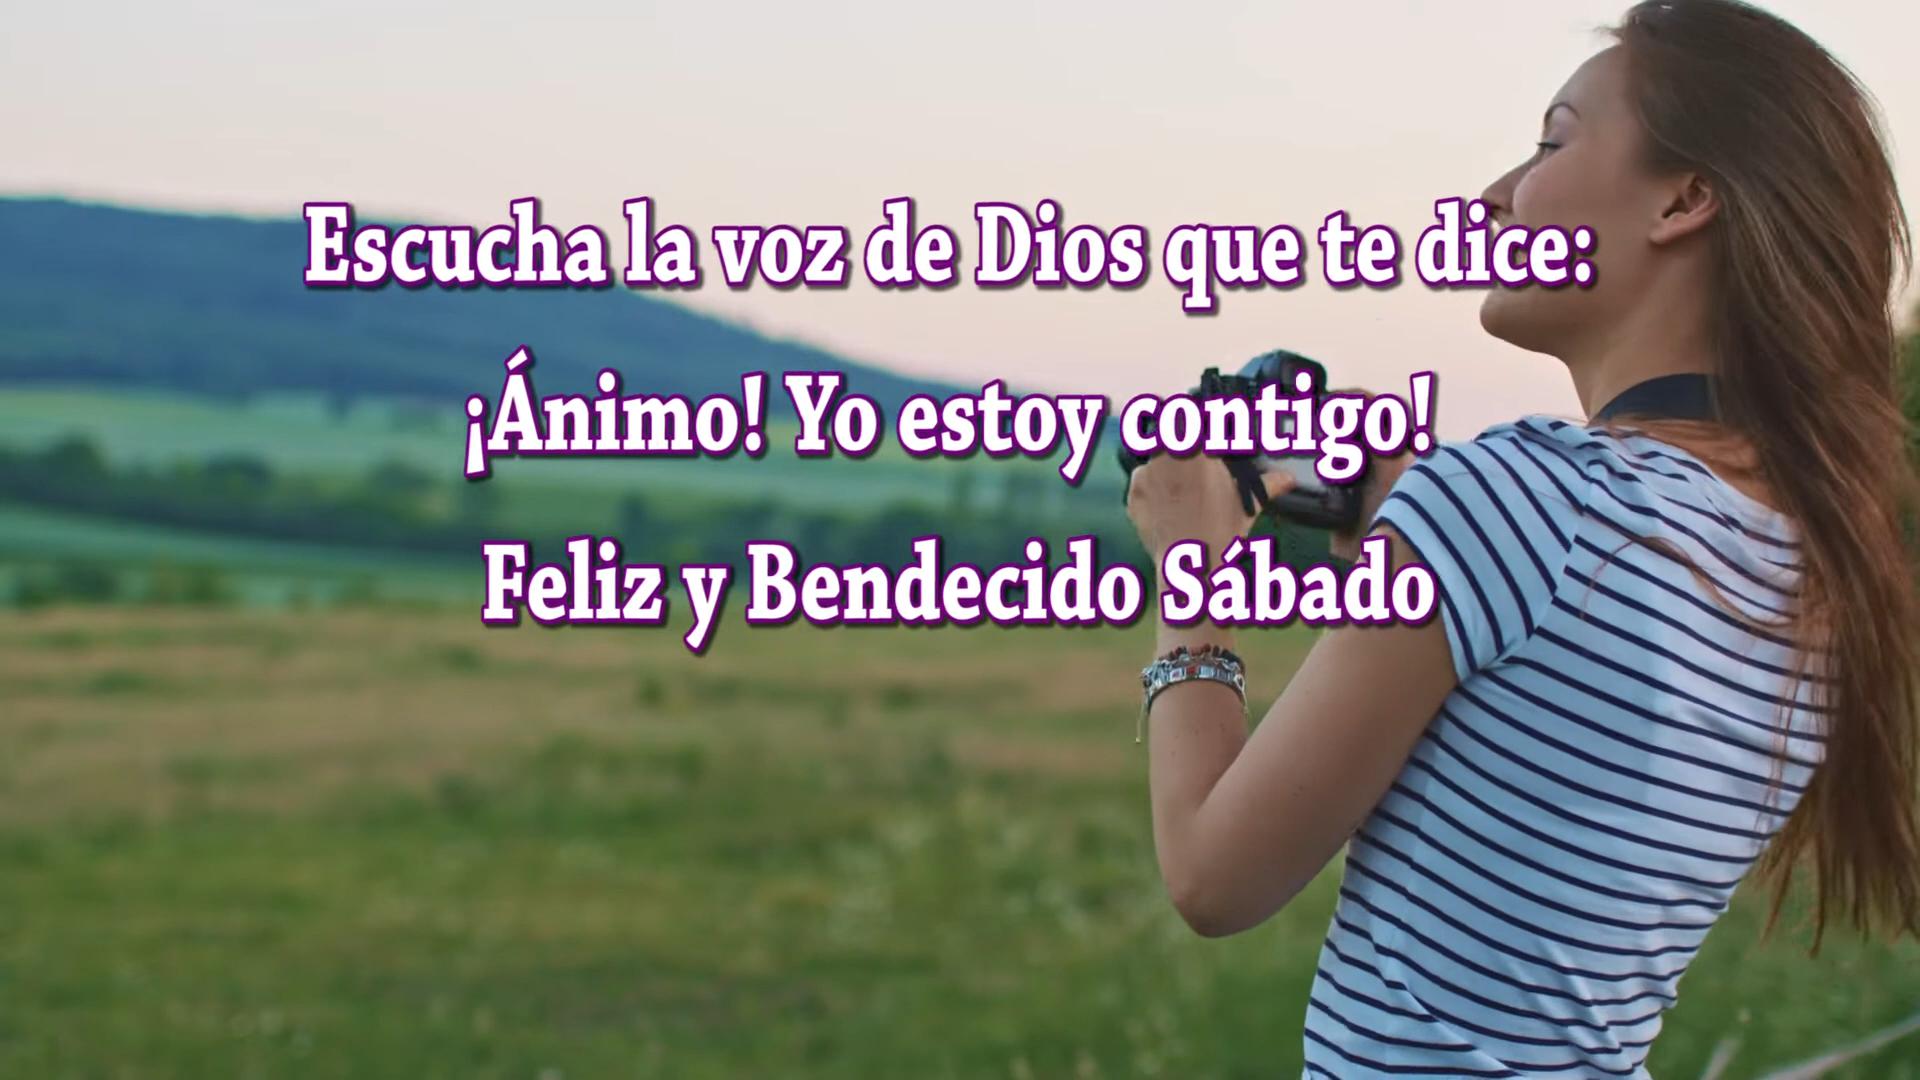 Escucha la voz de Dios que te dice:
¡Ánimo! Yo estoy contigo!
Feliz y Bendecido Sábado